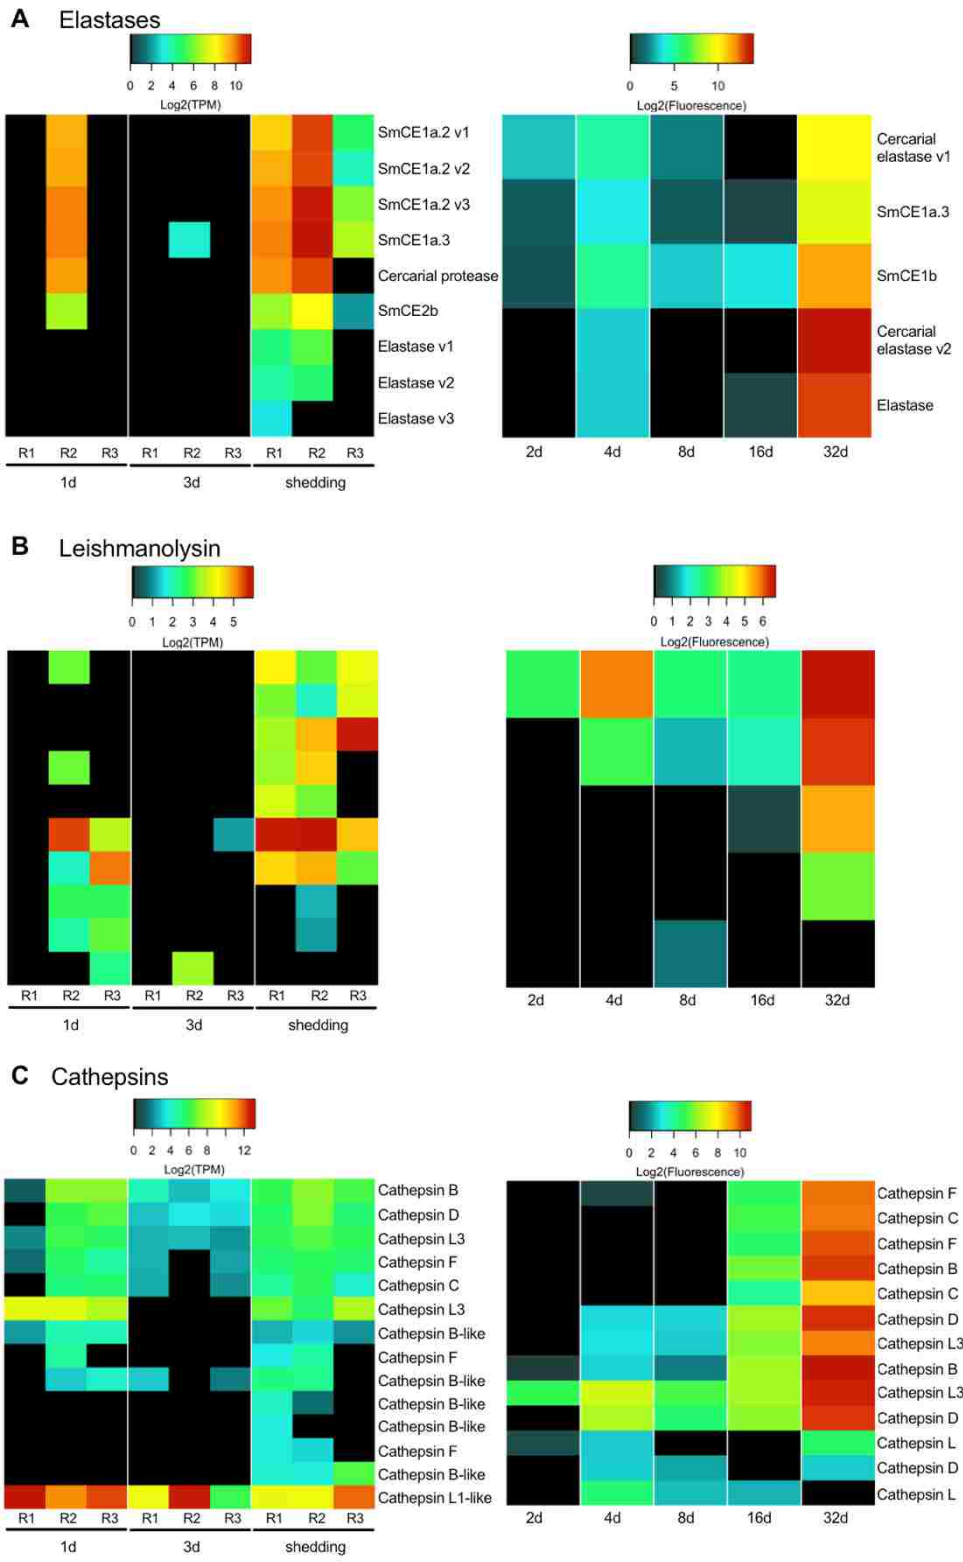 A Elastases
0 2 4 6 8 10
Log2(TPM)
0 5 10
Log2(Fluorescence)
SmCE1a.2 v1
SmCE1a.2 v2
SmCE1a.2 v3
SmCE1a.3
Cercarial protease
SmCE2b
Elastase v1
Elastase v2
Elastase v3
R1 R2 R3 R1 R2 R3 R1 R2 R3
1d 3d shedding
Cercarial
elastase v1
SmCE1a.3
SmCE1b
Cercarial
elastase v2
Elastase
2d 4d 8d 16d 32d
B Leishmanolysin
0 1 2 3 4 5
Log2(TPM)
0 1 2 3 4 5 6
Log2(Fluorescence)
R1 R2 R3 R1 R2 R3 R1 R2 R3
1d 3d shedding
2d 4d 8d 16d 32d
C Cathepsins
0 2 4 6 8 12
Log2(TPM)
0 2 4 6 8 10
Log2(Fluorescence)
Cathepsin B
Cathepsin D
Cathepsin L3
Cathepsin F
Cathepsin C
Cathepsin L3
Cathepsin B-like
Cathepsin F
Cathepsin B-like
Cathepsin B-like
Cathepsin B-like
Cathepsin F
Cathepsin B-like
Cathepsin L1-like
R1 R2 R3 R1 R2 R3 R1 R2 R3
1d 3d shedding
Cathepsin F
Cathepsin C
Cathepsin F
Cathepsin B
Cathepsin C
Cathepsin D
Cathepsin L3
Cathepsin B
Cathepsin L3
Cathepsin D
Cathepsin L
Cathepsin D
Cathepsin L
2d 4d 8d 16d 32d